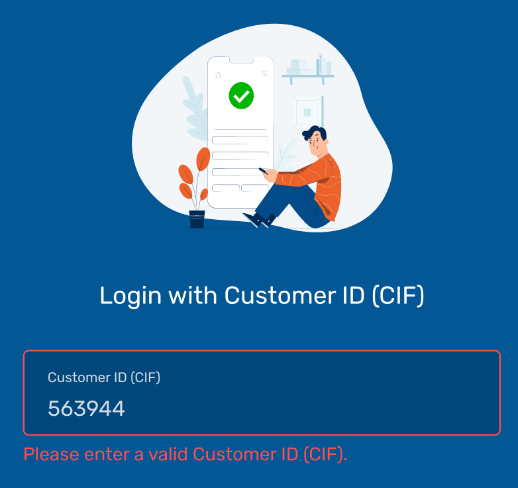 Login with Customer ID (CIF)
Customer ID (CIF)
563944
Please enter a valid Customer ID (CIF).